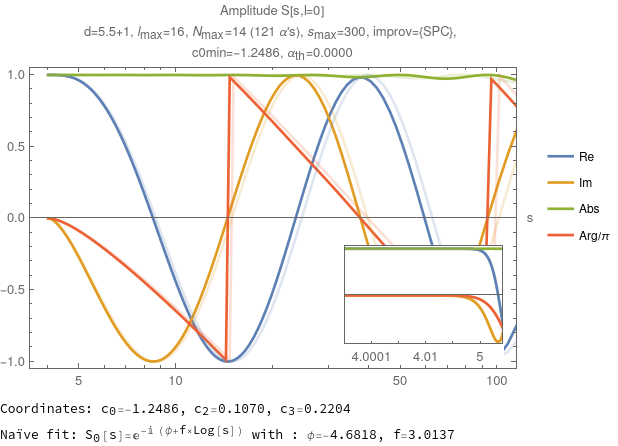 Amplitude S[s,l=0]
d=5.5+1, lmax=16, Nmax=14 (121 α's), smax=300, improv={SPC},
c0min=-1.2486, αth=0.0000
1.0
0.5
0.0
-0.5
-1.0
s
Re
Im
Abs
Arg/π
4.0001 4.01 5
5 10 50 100
Coordinates: c₀=-1.2486, c₂=0.1070, c₃=0.2204
Naïve fit: S₀[s]=e^-i (ϕ+f×Log[s]) with : ϕ=-4.6818, f=3.0137